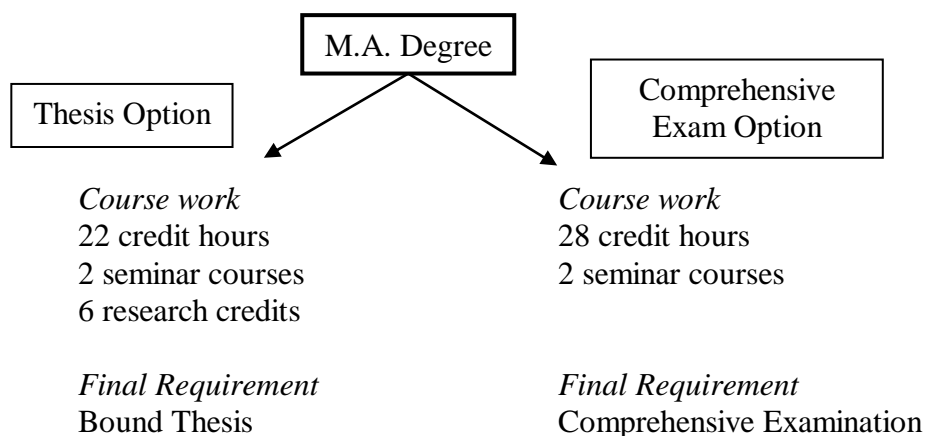 M.A. Degree
Thesis Option
Comprehensive
Exam Option
Course work
22 credit hours
2 seminar courses
6 research credits
Final Requirement
Bound Thesis
Course work
28 credit hours
2 seminar courses
Final Requirement
Comprehensive Examination